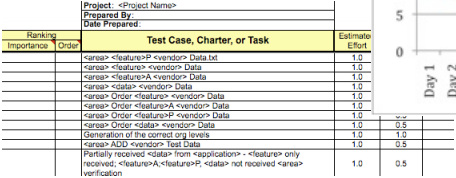 Project: <Project Name>
Prepared By:
Date Prepared:
Ranking
Importance Order
Test Case, Charter, or Task
Estimate
Effort
<area> <feature>P <vendor> Data.txt 1.0
<area> <feature> <vendor> Data 1.0
<area> <feature>A <vendor> Data 1.0
<area> <data> <vendor> Data 1.0
<area> Order <feature> <vendor> Data 1.0
<area> Order <feature>A <vendor> Data 1.0
<area> Order <feature>P <vendor> Data 1.0
<area> Order <data> <vendor> Data 1.0 0.5
Generation of the correct org levels 1.0 1.0
<area> ADD <vendor> Test Data 1.0 0.5
Partially received <data> from <application> - <feature> only
received; <feature>A;<feature>P, <data> not received <area>
verification
1.0 0.5
5
0
Day 1
Day 2